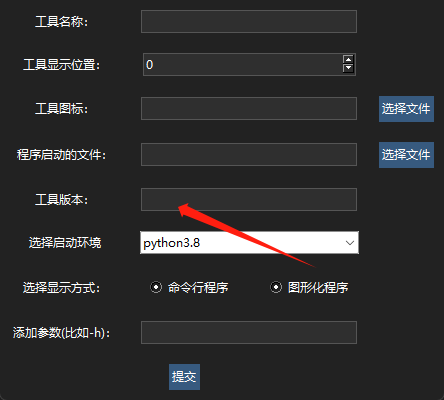 工具名称：
工具显示位置： 0
工具图标： 选择文件
程序启动的文件： 选择文件
工具版本：
选择启动环境 python3.8
选择显示方式： 命令行程序 图形化程序
添加参数(比如-h)：
提交